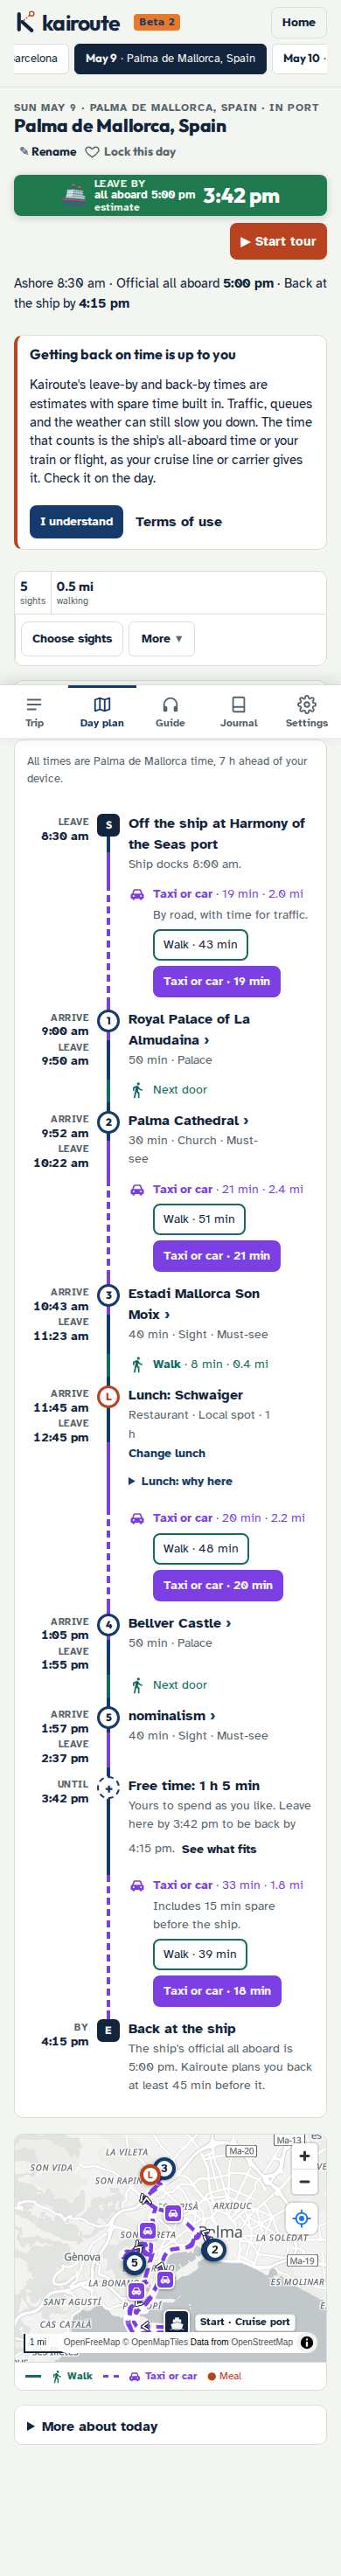 kairoute
Beta 2
Home
arcelona
May 9 · Palma de Mallorca, Spain
May 10 ·
SUN MAY 9 · PALMA DE MALLORCA, SPAIN · IN PORT
Palma de Mallorca, Spain
✎ Rename
Lock this day
LEAVE BY
all aboard 5:00 pm
estimate
3:42 pm
▶ Start tour
Ashore 8:30 am · Official all aboard 5:00 pm · Back at
the ship by 4:15 pm
Getting back on time is up to you
Kairoute's leave-by and back-by times are
estimates with spare time built in. Traffic, queues
and the weather can still slow you down. The time
that counts is the ship's all-aboard time or your
train or flight, as your cruise line or carrier gives
it. Check it on the day.
I understand
Terms of use
5
sights
0.5 mi
walking
Choose sights
More ▾
Trip
Day plan
Guide
Journal
Settings
All times are Palma de Mallorca time, 7 h ahead of your
device.
LEAVE
8:30 am
S
Off the ship at Harmony of
the Seas port
Ship docks 8:00 am.
Taxi or car · 19 min · 2.0 mi
By road, with time for traffic.
Walk · 43 min
Taxi or car · 19 min
ARRIVE
9:00 am
LEAVE
9:50 am
1
Royal Palace of La
Almudaina ›
50 min · Palace
Next door
ARRIVE
9:52 am
LEAVE
10:22 am
2
Palma Cathedral ›
30 min · Church · Must-
see
Taxi or car · 21 min · 2.4 mi
Walk · 51 min
Taxi or car · 21 min
ARRIVE
10:43 am
LEAVE
11:23 am
3
Estadi Mallorca Son
Moix ›
40 min · Sight · Must-see
Walk · 8 min · 0.4 mi
ARRIVE
11:45 am
LEAVE
12:45 pm
L
Lunch: Schwaiger
Restaurant · Local spot · 1
h
Change lunch
▶ Lunch: why here
Taxi or car · 20 min · 2.2 mi
Walk · 48 min
Taxi or car · 20 min
ARRIVE
1:05 pm
LEAVE
1:55 pm
4
Bellver Castle ›
50 min · Palace
Next door
ARRIVE
1:57 pm
LEAVE
2:37 pm
5
nominalism ›
40 min · Sight · Must-see
UNTIL
3:42 pm
+
Free time: 1 h 5 min
Yours to spend as you like. Leave
here by 3:42 pm to be back by
4:15 pm. See what fits
Taxi or car · 33 min · 1.8 mi
Includes 15 min spare
before the ship.
Walk · 39 min
Taxi or car · 18 min
BY
4:15 pm
E
Back at the ship
The ship's official all aboard is
5:00 pm. Kairoute plans you back
at least 45 min before it.
LA VILETA
Ma-20
Ma-13
SON VIDA
SON RAPIN
L
3
ARXIDUC
Gènova
5
2
LA SOLEDAT
Ma-19
LA BONA
ES MOLINAR
SANT AGUSTÍ
CAS CATALÀ
Start · Cruise port
+
−
1 mi
OpenFreeMap © OpenMapTiles Data from OpenStreetMap
Walk
Taxi or car
Meal
▶ More about today